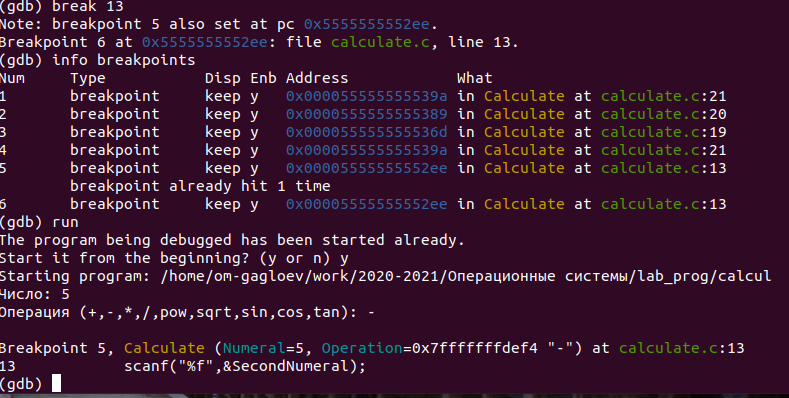 (gdb) break 13
Note: breakpoint 5 also set at pc 0x5555555552ee.
Breakpoint 6 at 0x5555555552ee: file calculate.c, line 13.
(gdb) info breakpoints
Num     Type           Disp Enb Address            What
1       breakpoint     keep y   0x000055555555539a in Calculate at calculate.c:21
2       breakpoint     keep y   0x0000555555555389 in Calculate at calculate.c:20
3       breakpoint     keep y   0x000055555555536d in Calculate at calculate.c:19
4       breakpoint     keep y   0x000055555555539a in Calculate at calculate.c:21
5       breakpoint     keep y   0x00005555555552ee in Calculate at calculate.c:13
        breakpoint already hit 1 time
6       breakpoint     keep y   0x00005555555552ee in Calculate at calculate.c:13
(gdb) run
The program being debugged has been started already.
Start it from the beginning? (y or n) y
Starting program: /home/om-gagloev/work/2020-2021/Операционные системы/lab_prog/calcul
Число: 5
Операция (+,-,*,/,pow,sqrt,sin,cos,tan): -

Breakpoint 5, Calculate (Numeral=5, Operation=0x7fffffffdef4 "-") at calculate.c:13
13            scanf("%f",&SecondNumeral);
(gdb)